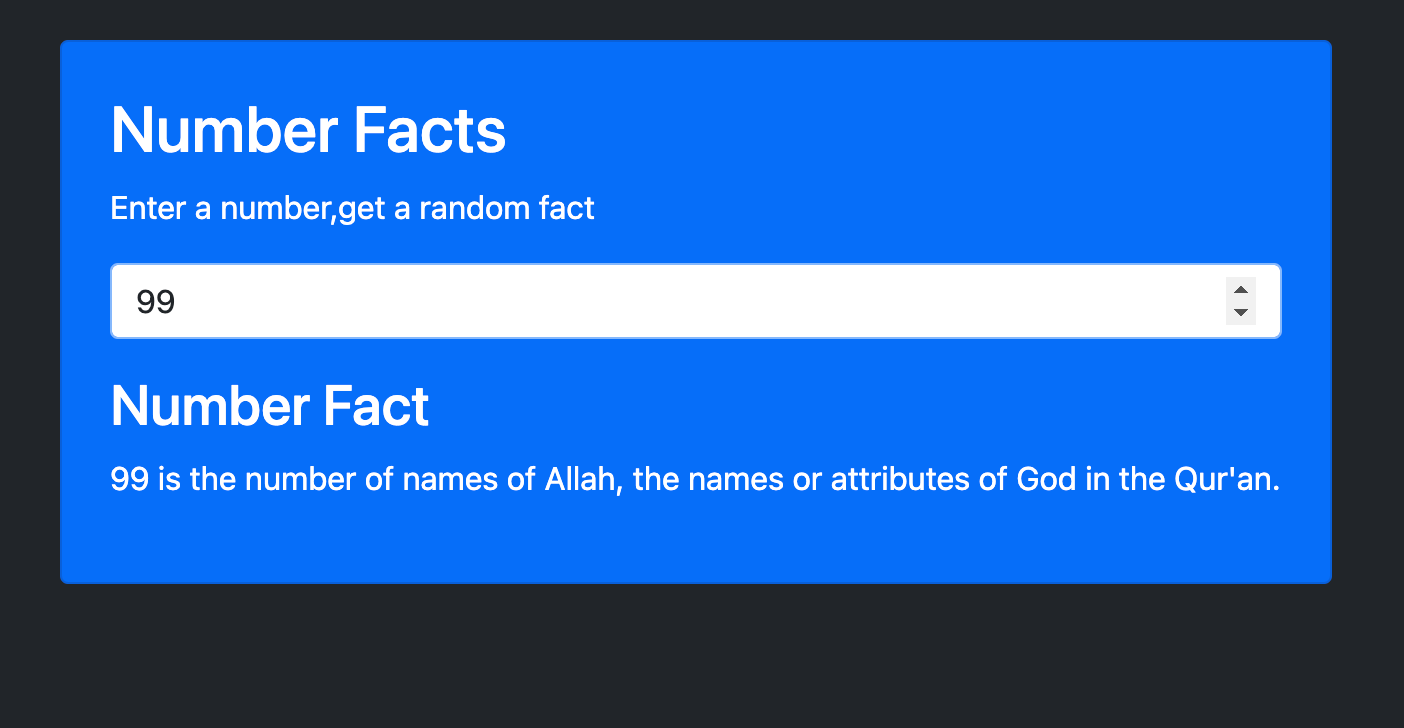 Number Facts
Enter a number,get a random fact
99
Number Fact
99 is the number of names of Allah, the names or attributes of God in the Qur'an.